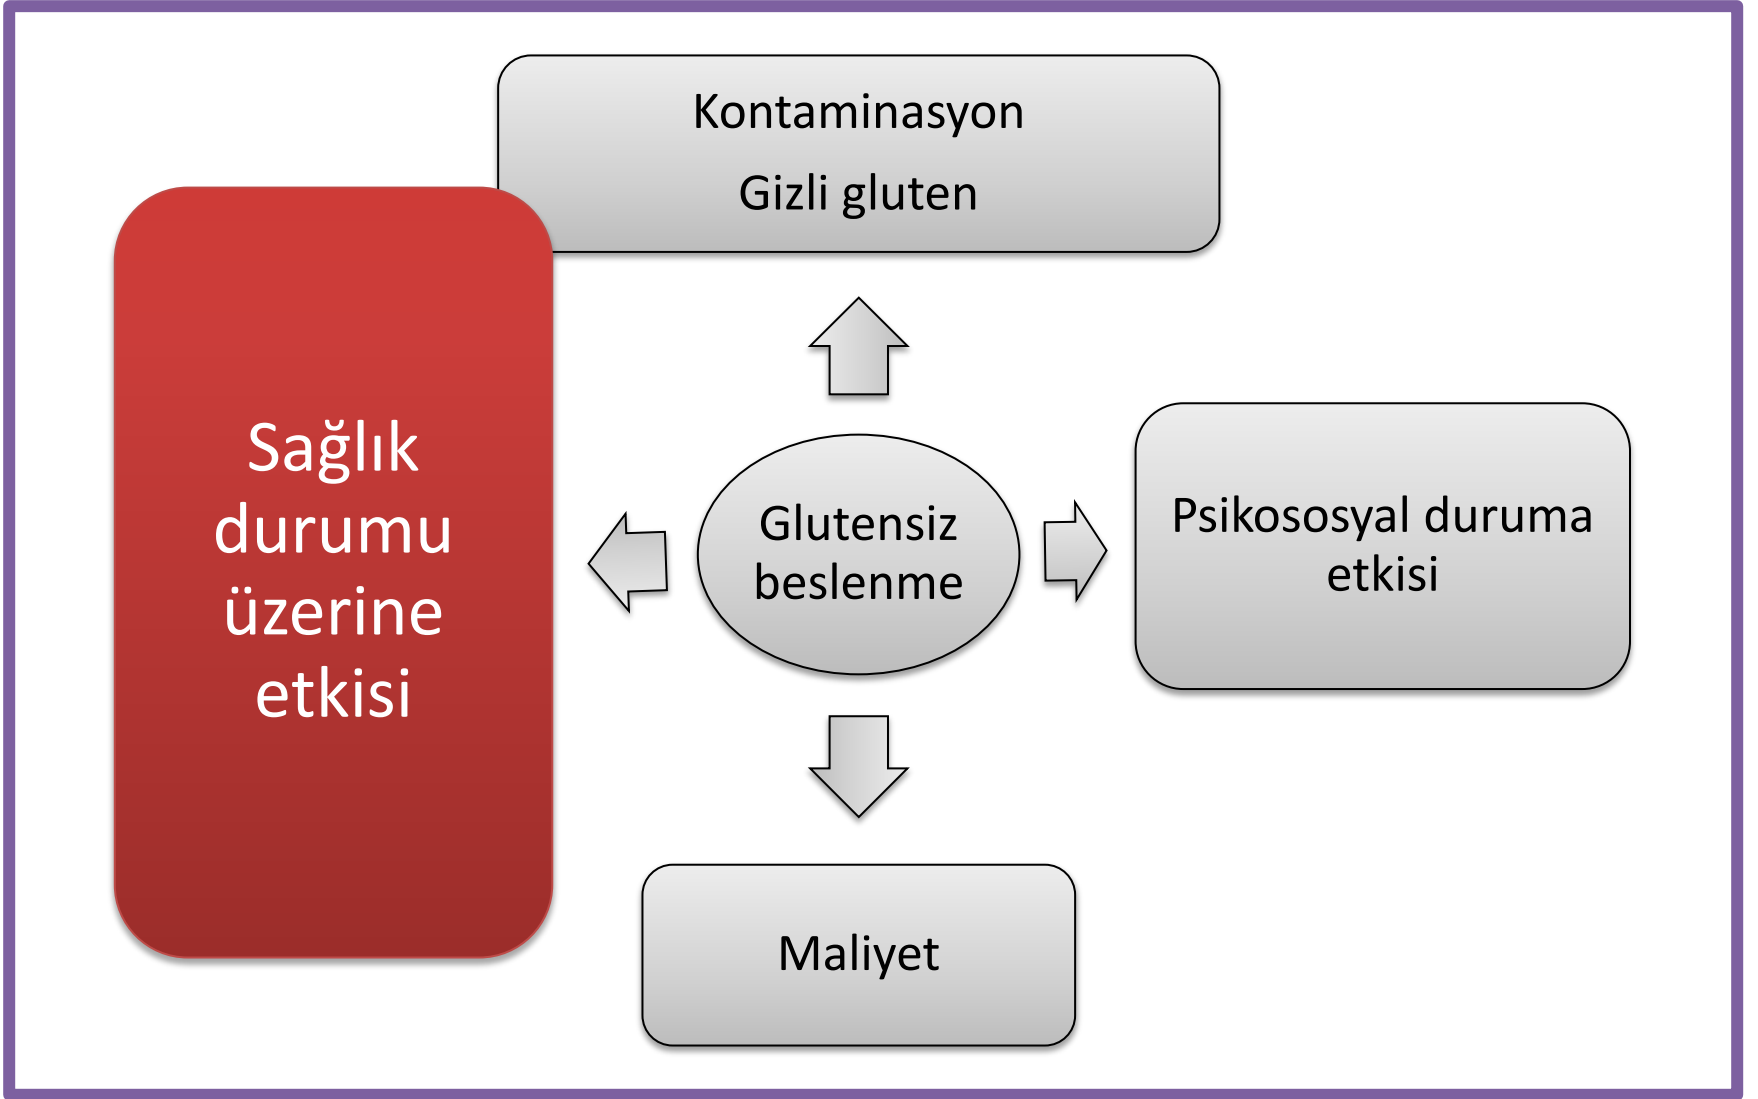 Kontaminasyon
Gizli gluten
Sağlık
durumu
üzerine
etkisi
Glutensiz
beslenme
Psikososyal duruma
etkisi
Maliyet